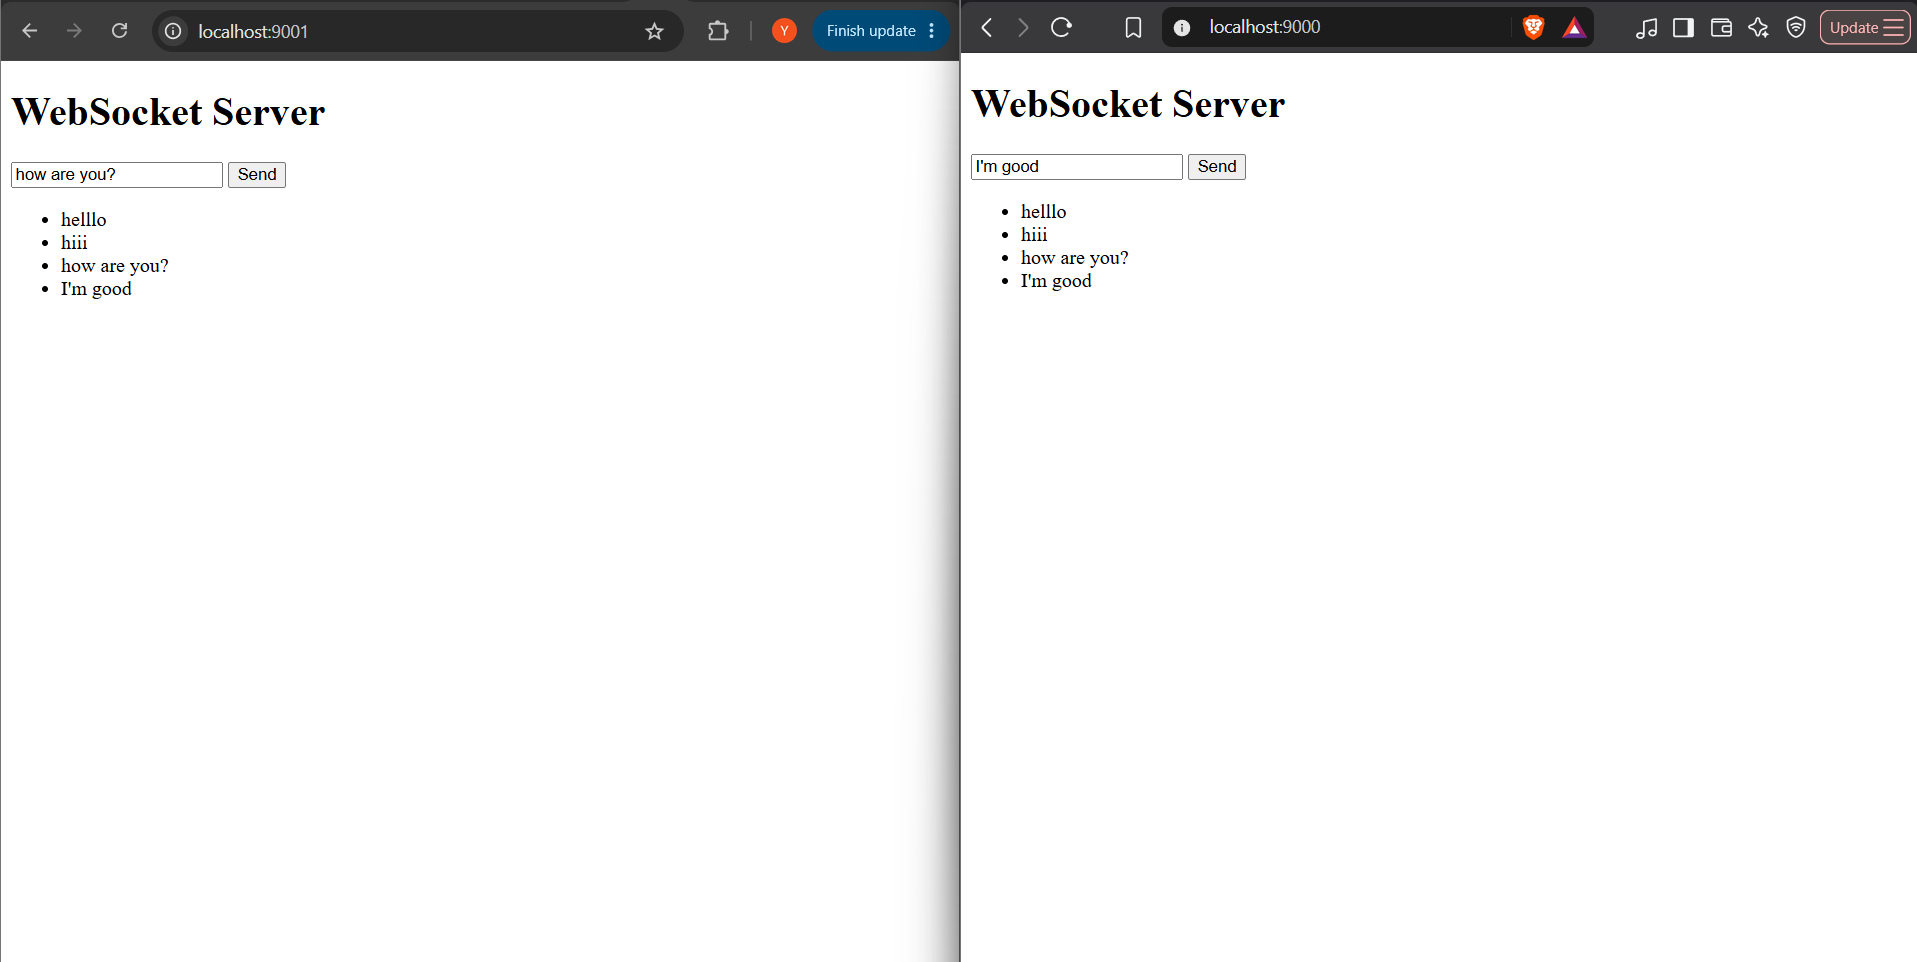 localhost:9001
Y
Finish update
WebSocket Server
how are you?
Send
helllo
hiii
how are you?
I'm good
localhost:9000
Update
WebSocket Server
I'm good
Send
helllo
hiii
how are you?
I'm good